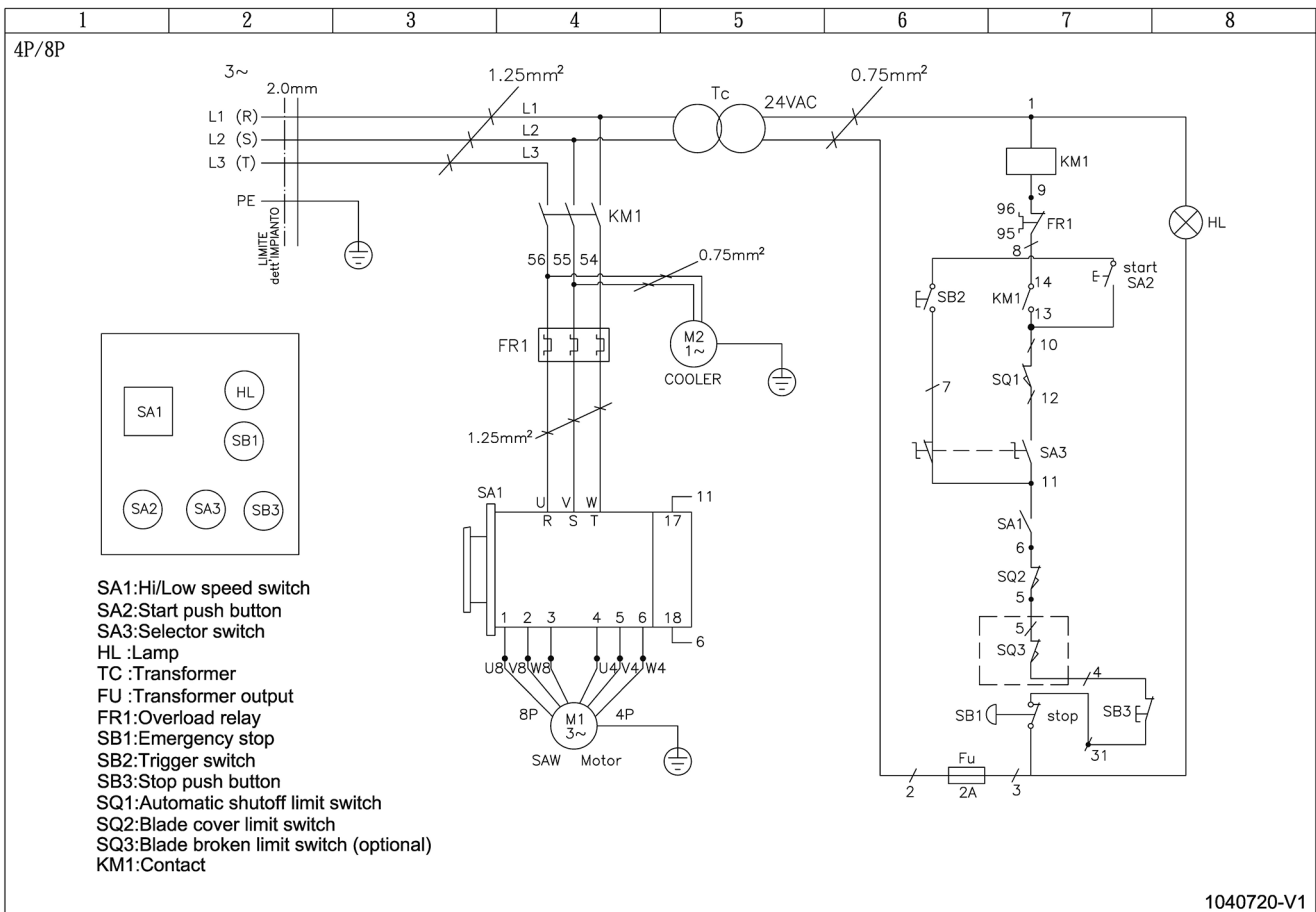 1 2 3 4 5 6 7 8
4P/8P
3~
2.0mm
1.25mm²
L1 (R)
L2 (S)
L3 (T)
PE
LIMITE
dett'IMPIANTO
L1
L2
L3
Tc
24VAC
0.75mm²
KM1
56 55 54
0.75mm²
FR1
M2
1~
COOLER
1.25mm²
SA1
U V W
R S T
17
11
1 2 3 4 5 6 18
6
U8 V8 W8 U4 V4 W4
8P
M1
3~
4P
SAW Motor
1
KM1
9
96
95
FR1
8
HL
SB2
14
KM1
13
start
SA2
10
SQ1
12
7
SA3
11
SA1
6
SQ2
5
5
SQ3
4
SB1
stop
SB3
31
2
Fu
2A
3
SA1
HL
SB1
SA2
SA3
SB3
SA1:Hi/Low speed switch
SA2:Start push button
SA3:Selector switch
HL :Lamp
TC :Transformer
FU :Transformer output
FR1:Overload relay
SB1:Emergency stop
SB2:Trigger switch
SB3:Stop push button
SQ1:Automatic shutoff limit switch
SQ2:Blade cover limit switch
SQ3:Blade broken limit switch (optional)
KM1:Contact
1040720-V1